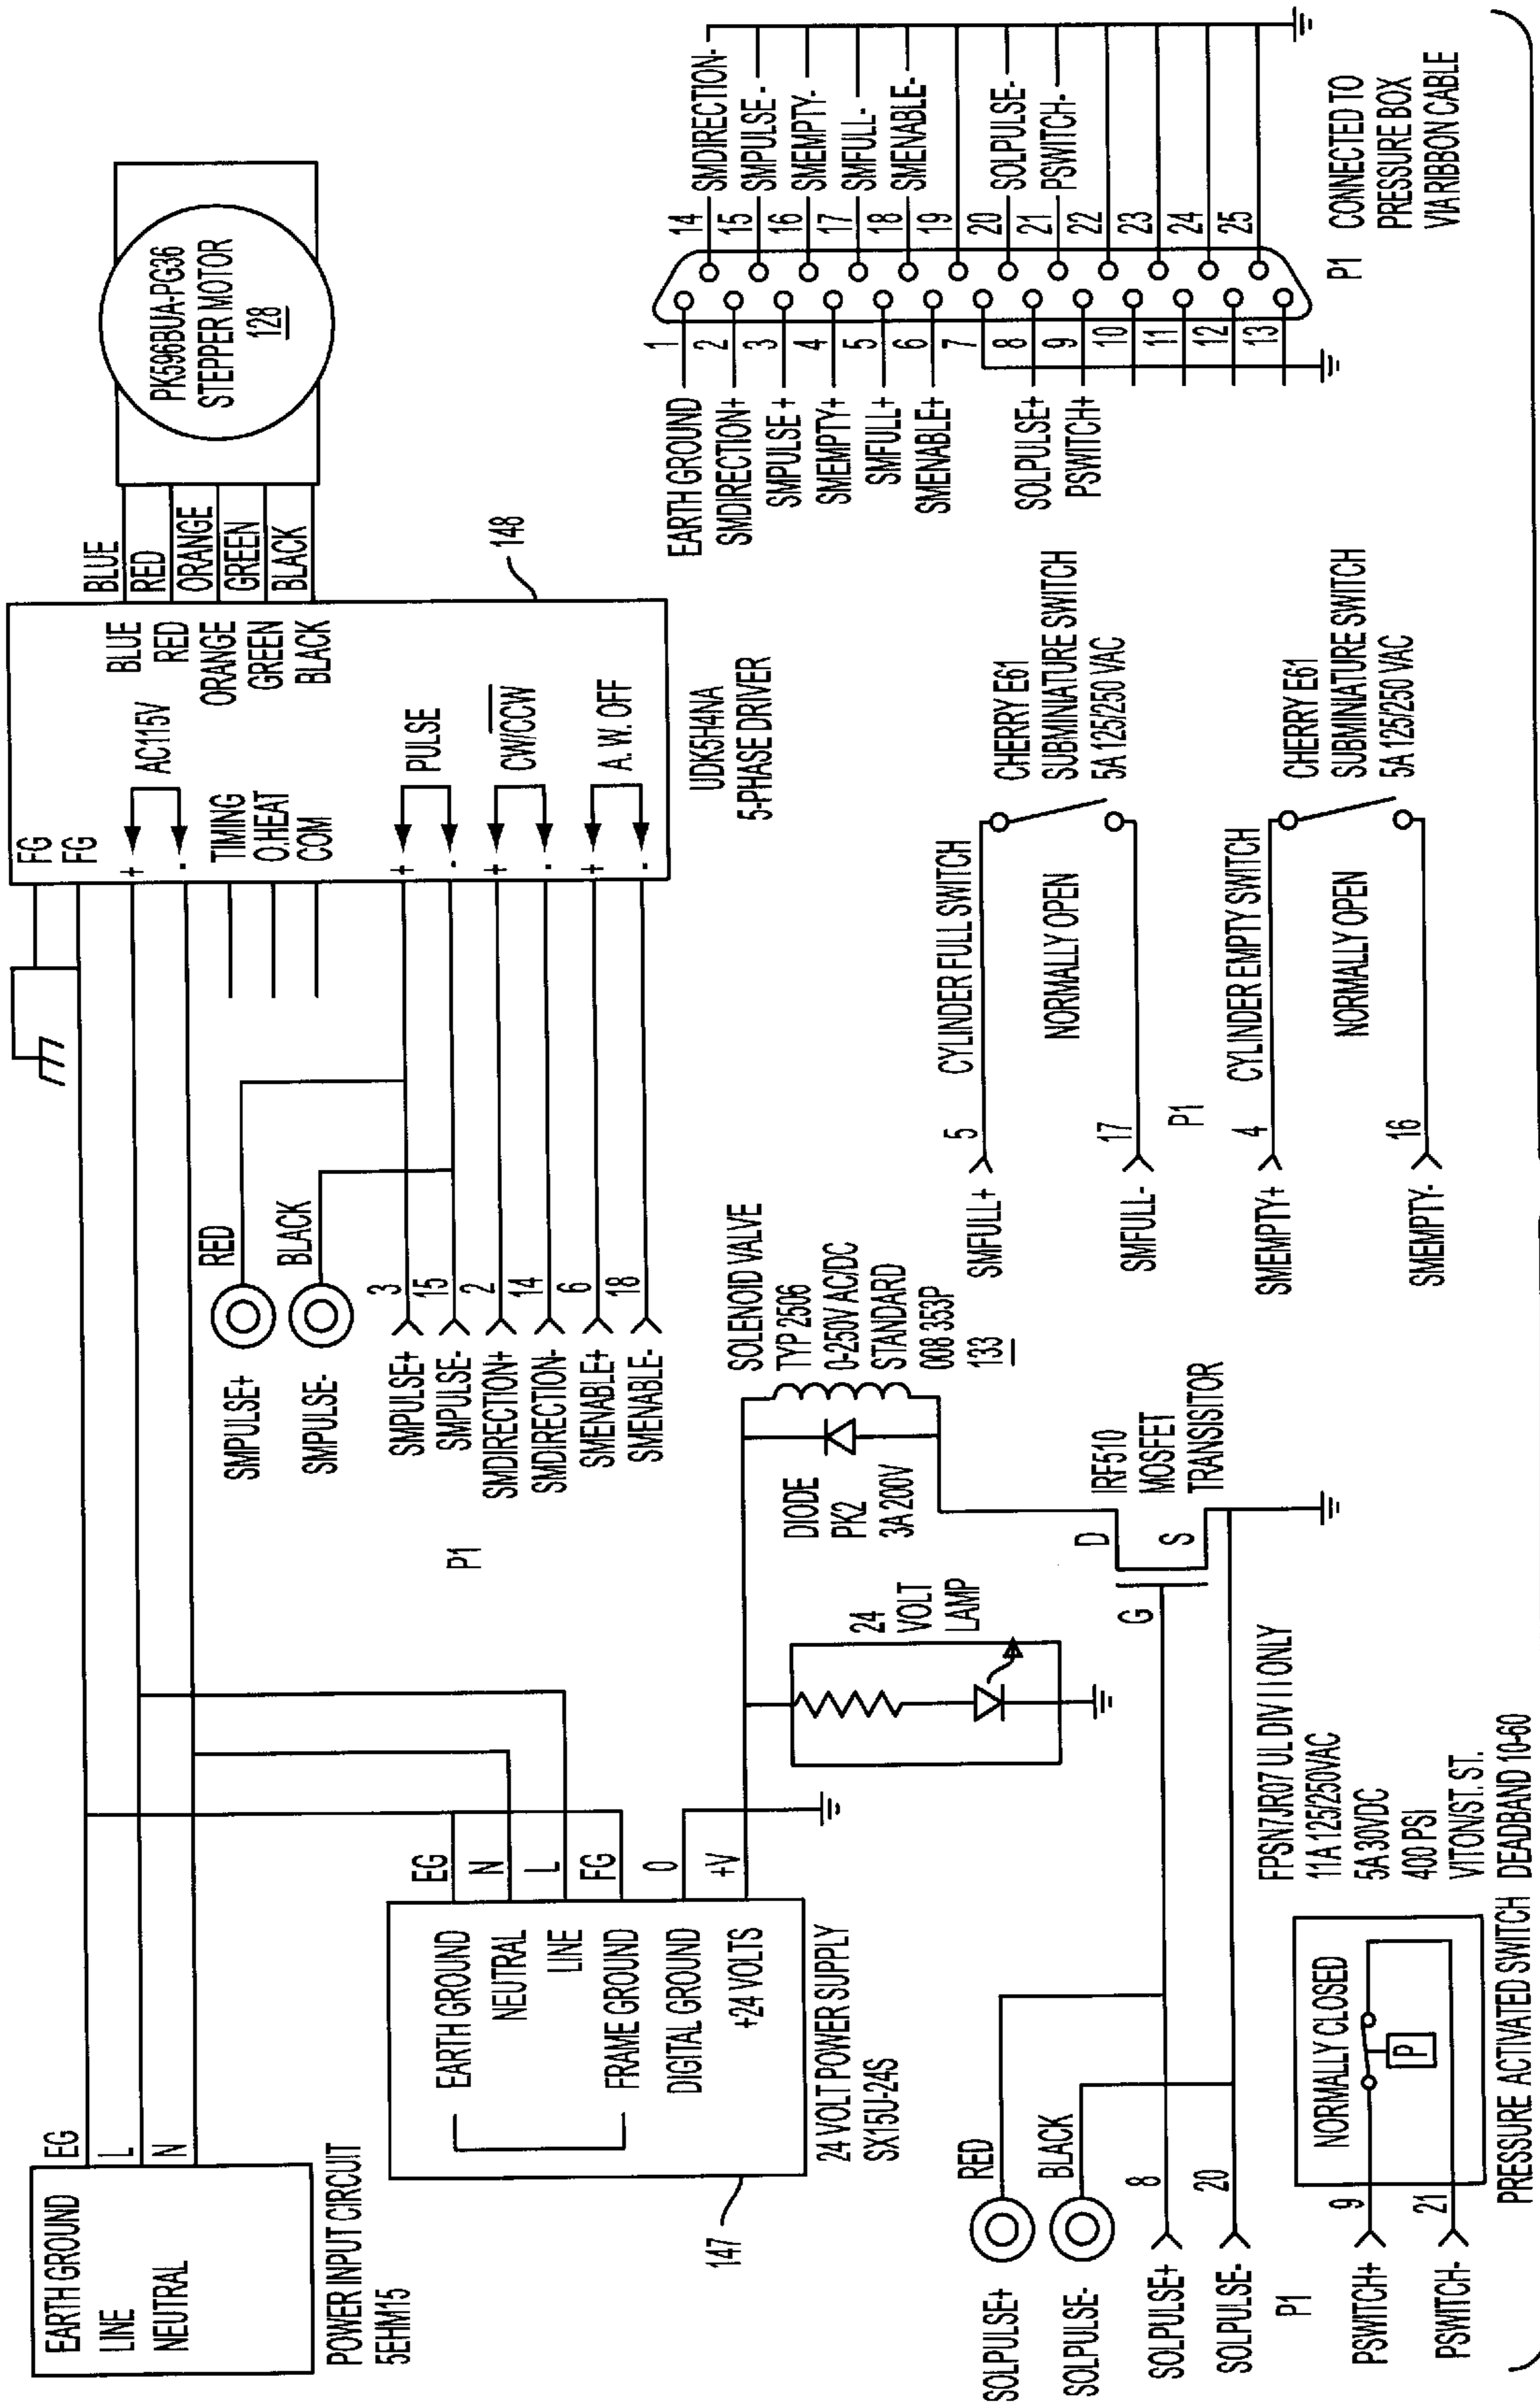 EARTH GROUND
LINE
NEUTRAL
EG
L
N
POWER INPUT CIRCUIT
5EHM15
EARTH GROUND
NEUTRAL
LINE
FRAME GROUND
DIGITAL GROUND
+24 VOLTS
EG
N
L
FG
0
+V
24 VOLT POWER SUPPLY
SX15U-24S
147
FG
FG
+
AC115V
-
TIMING
O.HEAT
COM
+
PULSE
-
+
CW/CCW
-
+
A. W. OFF
-
BLUE
RED
ORANGE
GREEN
BLACK
BLUE
RED
ORANGE
GREEN
BLACK
148
UDK5H4NA
5-PHASE DRIVER
PK596BUA-PG36
STEPPER MOTOR
128
SMPULSE+
RED
SMPULSE-
BLACK
SMPULSE+ 3
SMPULSE- 15
SMDIRECTION+ 2
SMDIRECTION- 14
SMENABLE+ 6
SMENABLE- 18
P1
SOLENOID VALVE
TYP 2506
0-250V AC/DC
STANDARD
008 353P
133
DIODE
PK2
3A 200V
24
VOLT
LAMP
IRF510
MOSFET
TRANSISTOR
D
S
G
SOLPULSE+
RED
SOLPULSE-
BLACK
SOLPULSE+ 8
SOLPULSE- 20
P1
PSWITCH+ 9
PSWITCH- 21
NORMALLY CLOSED
P
PRESSURE ACTIVATED SWITCH
FPSN7JR07 UL DIV I I ONLY
11A 125/250VAC
5A 30VDC
400 PSI
VITON/ST. ST.
DEADBAND 10-60
SMFULL+ 5
CYLINDER FULL SWITCH
NORMALLY OPEN
SMFULL- 17
CHERRY E61
SUBMINATURE SWITCH
5A 125/250 VAC
P1
SMEMPTY+ 4
CYLINDER EMPTY SWITCH
NORMALLY OPEN
SMEMPTY- 16
CHERRY E61
SUBMINATURE SWITCH
5A 125/250 VAC
EARTH GROUND 1
SMDIRECTION+ 2
SMPULSE + 3
SMEMPTY+ 4
SMFULL+ 5
SMENABLE+ 6
7
SOLPULSE+ 8
PSWITCH+ 9
10
11
12
13
14 SMDIRECTION-
15 SMPULSE -
16 SMEMPTY-
17 SMFULL-
18 SMENABLE-
19
20 SOLPULSE-
21 PSWITCH-
22
23
24
25
P1
CONNECTED TO
PRESSURE BOX
VIA RIBBON CABLE